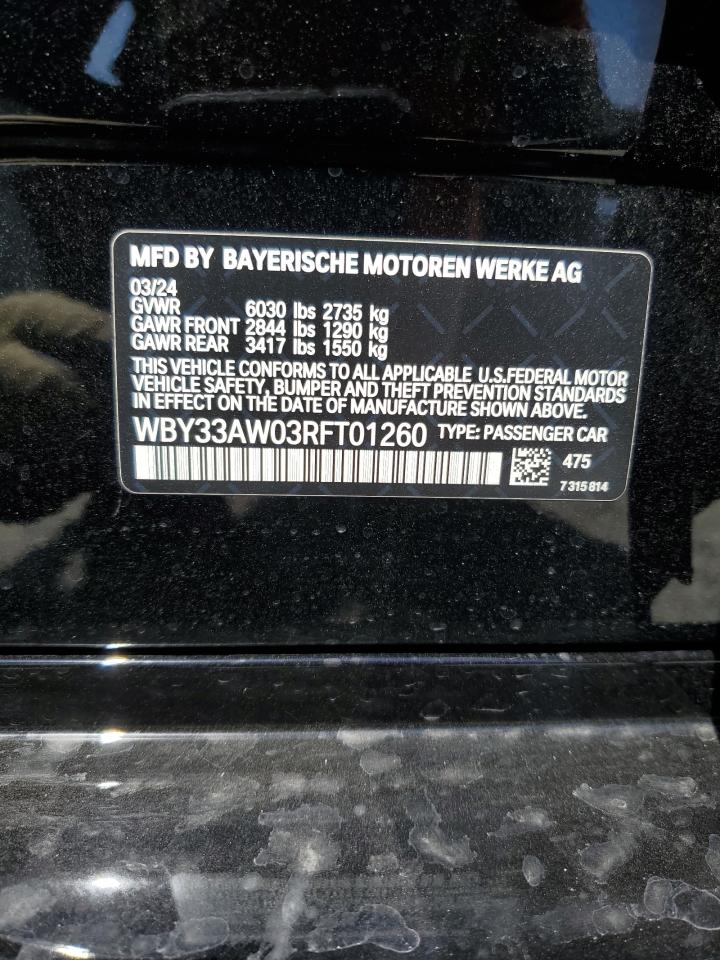 MFD BY BAYERISCHE MOTOREN WERKE AG
03/24
GVWR 6030 lbs 2735 kg
GAWR FRONT 2844 lbs 1290 kg
GAWR REAR 3417 lbs 1550 kg
THIS VEHICLE CONFORMS TO ALL APPLICABLE U.S.FEDERAL MOTOR
VEHICLE SAFETY, BUMPER AND THEFT PREVENTION STANDARDS
IN EFFECT ON THE DATE OF MANUFACTURE SHOWN ABOVE.
WBY33AW03RFT01260 TYPE: PASSENGER CAR
475
7 315 814